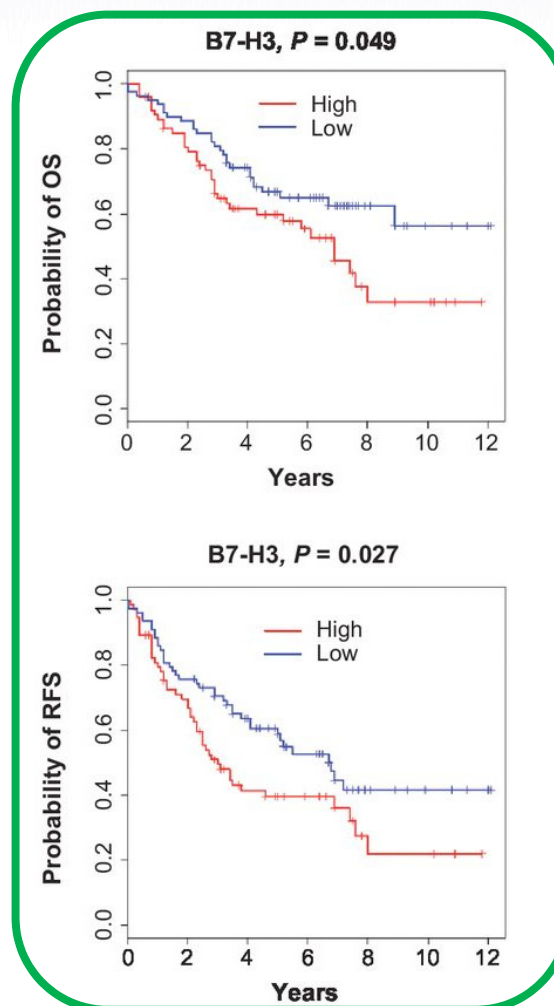 B7-H3, P = 0.049
High
Low
Probability of OS
1.0
0.8
0.6
0.4
0.2
0.0
0 2 4 6 8 10 12
Years
B7-H3, P = 0.027
High
Low
Probability of RFS
1.0
0.8
0.6
0.4
0.2
0.0
0 2 4 6 8 10 12
Years